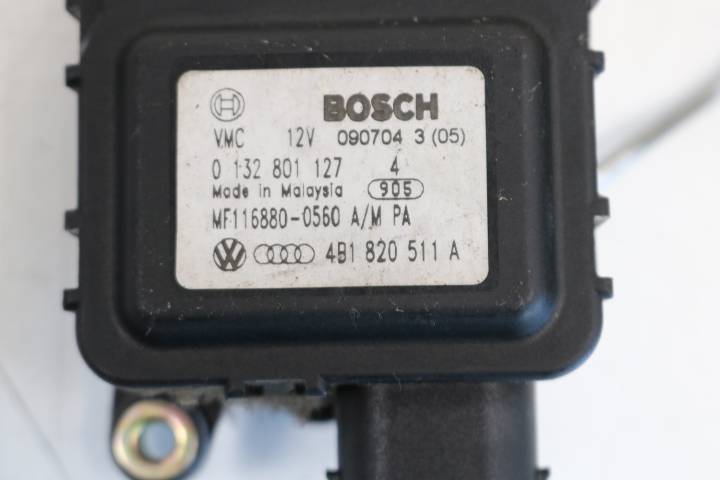 BOSCH
VMC 12V 090704 3 (05)
0 132 801 127 4
Made in Malaysia 905
MF116880-0560 A/M PA
4B1 820 511 A